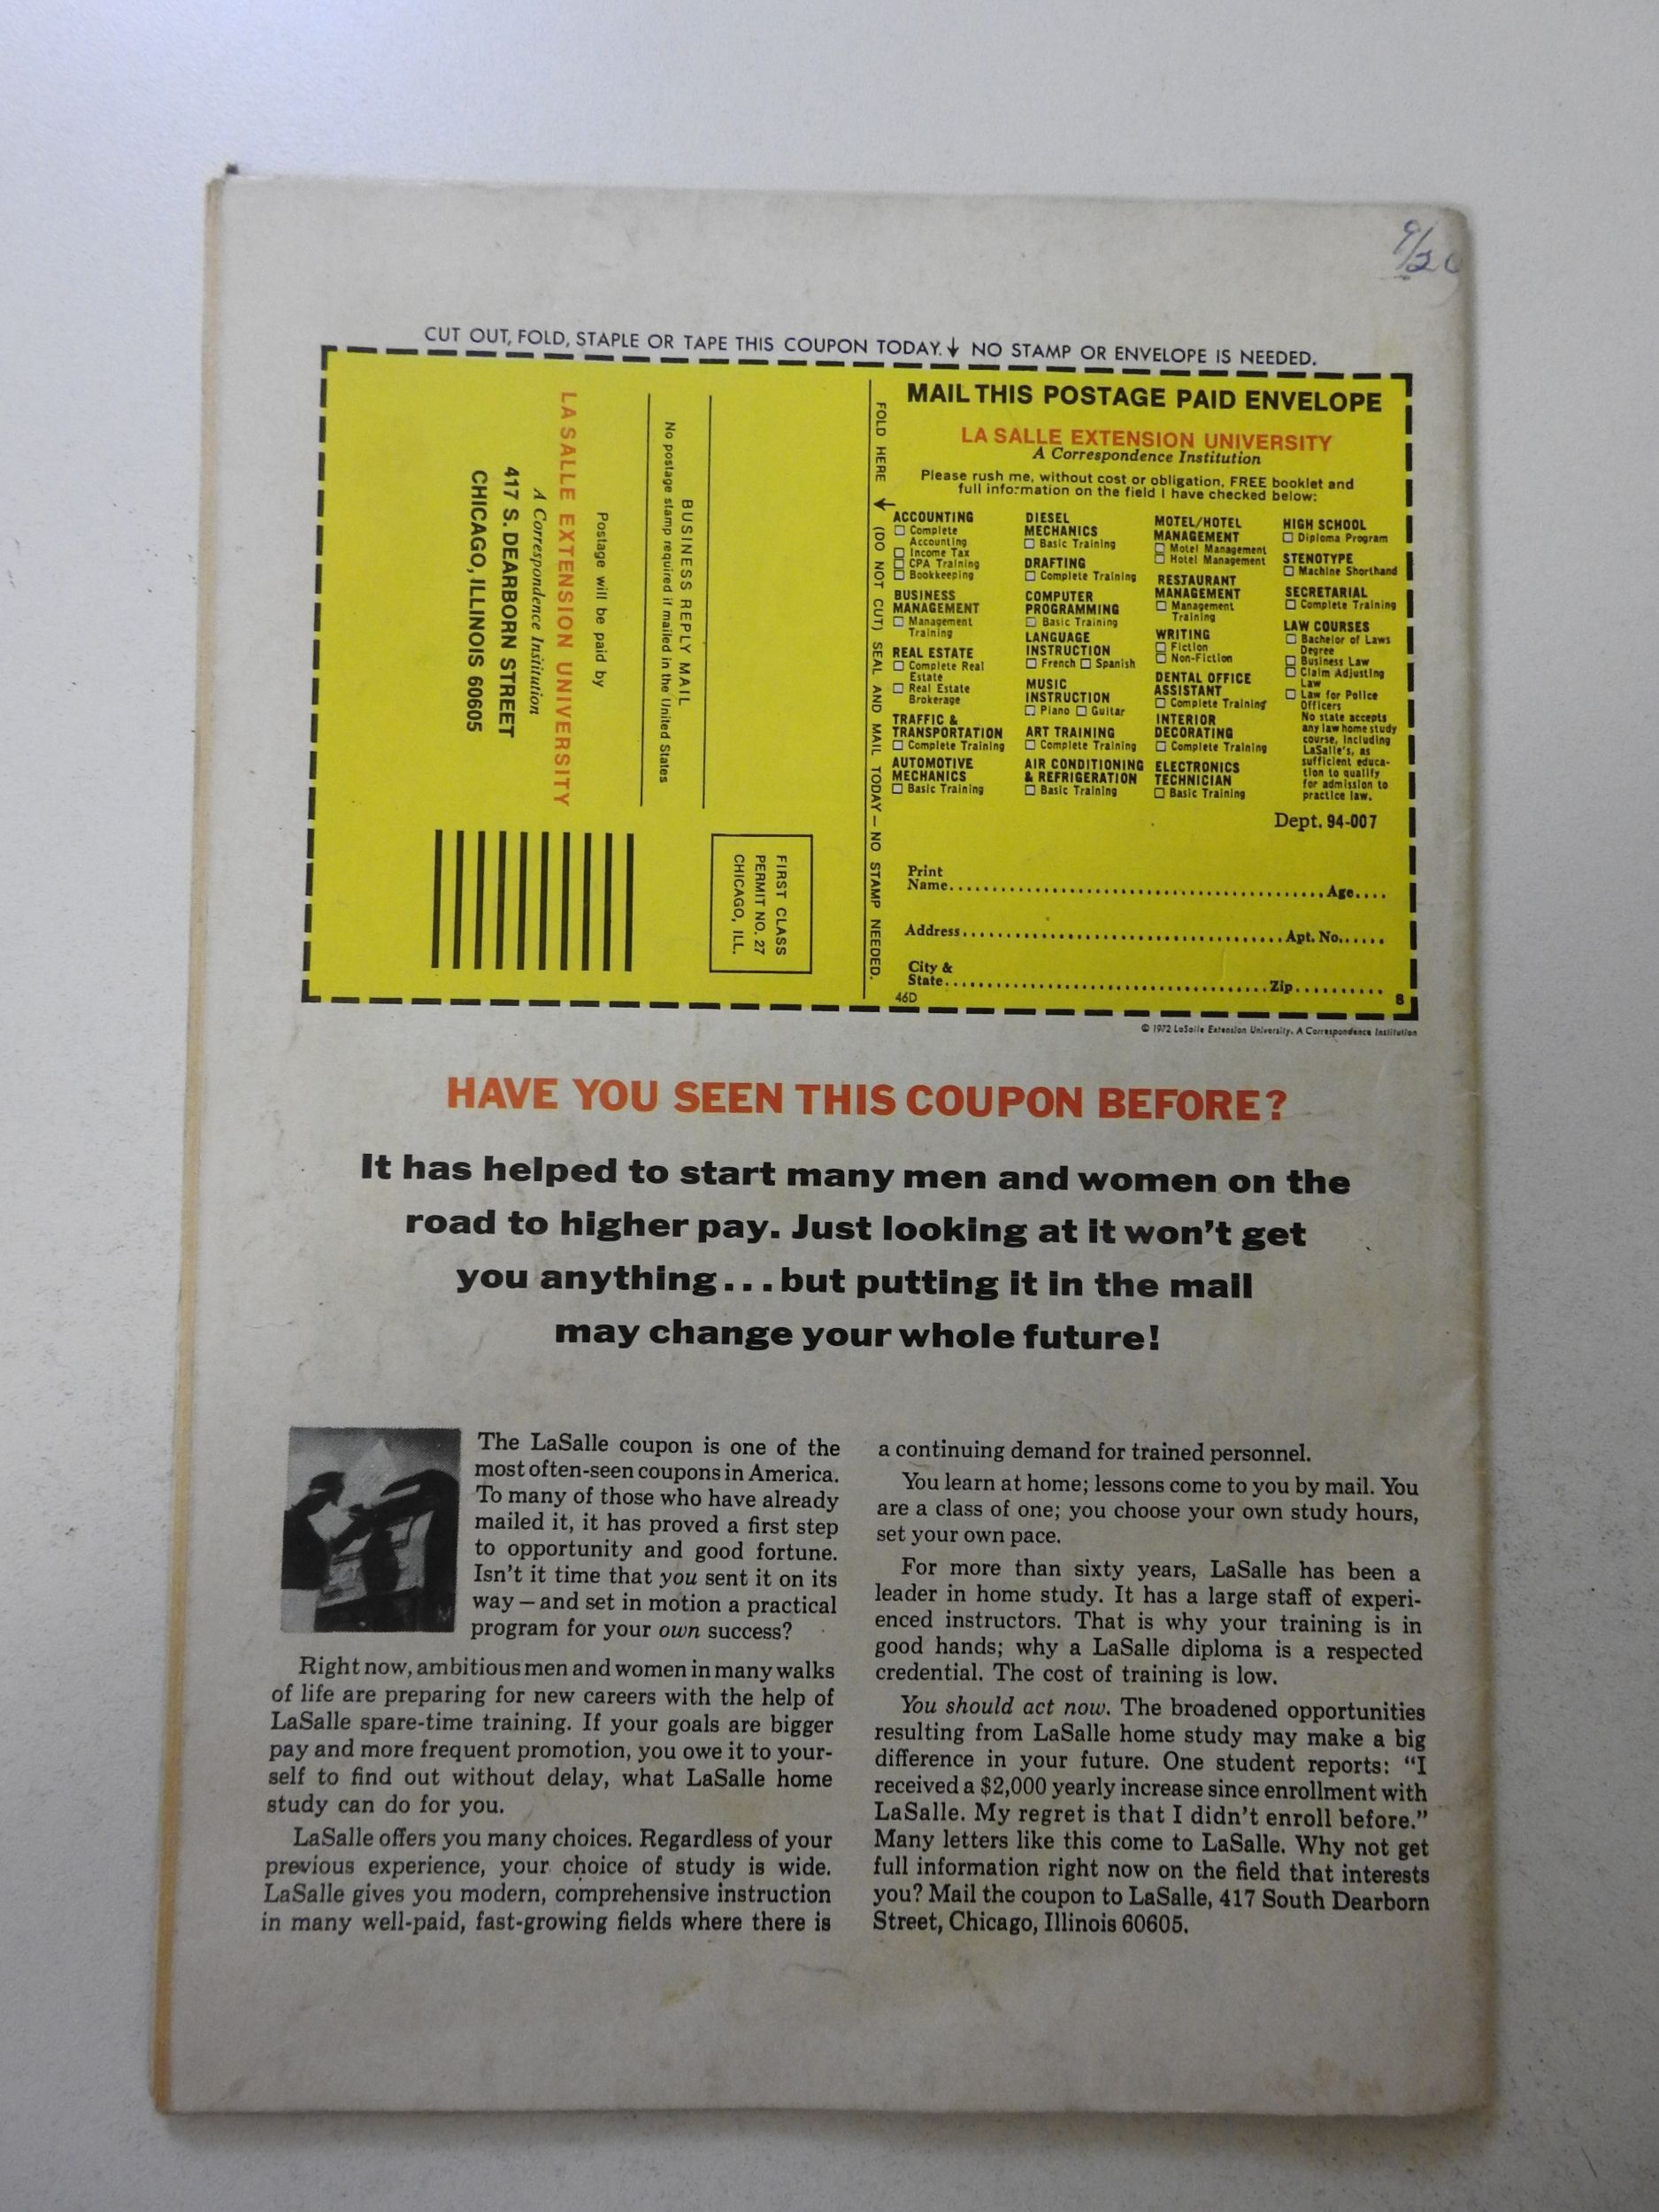 CUT OUT, FOLD, STAPLE OR TAPE THIS COUPON TODAY.↓ NO STAMP OR ENVELOPE IS NEEDED.
BUSINESS REPLY MAIL
No postage stamp required if mailed in the United States
Postage will be paid by
LA SALLE EXTENSION UNIVERSITY
A Correspondence Institution
417 S. DEARBORN STREET
CHICAGO, ILLINOIS 60605
FIRST CLASS
PERMIT NO. 27
CHICAGO, ILL.
FOLD HERE ↓ (DO NOT CUT) SEAL AND MAIL TODAY — NO STAMP NEEDED.
MAIL THIS POSTAGE PAID ENVELOPE
LA SALLE EXTENSION UNIVERSITY
A Correspondence Institution
Please rush me, without cost or obligation, FREE booklet and
full information on the field I have checked below:
ACCOUNTING
☐ Complete
Accounting
☐ Income Tax
☐ CPA Training
☐ Bookkeeping
BUSINESS
MANAGEMENT
☐ Management
Training
REAL ESTATE
☐ Complete Real
Estate
☐ Real Estate
Brokerage
TRAFFIC &
TRANSPORTATION
☐ Complete Training
AUTOMOTIVE
MECHANICS
☐ Basic Training
DIESEL
MECHANICS
☐ Basic Training
DRAFTING
☐ Complete Training
COMPUTER
PROGRAMMING
☐ Basic Training
LANGUAGE
INSTRUCTION
☐ French ☐ Spanish
MUSIC
INSTRUCTION
☐ Piano ☐ Guitar
ART TRAINING
☐ Complete Training
AIR CONDITIONING
& REFRIGERATION
☐ Basic Training
MOTEL/HOTEL
MANAGEMENT
☐ Motel Management
☐ Hotel Management
RESTAURANT
MANAGEMENT
☐ Management
Training
WRITING
☐ Fiction
☐ Non-Fiction
DENTAL OFFICE
ASSISTANT
☐ Complete Training
INTERIOR
DECORATING
☐ Complete Training
ELECTRONICS
TECHNICIAN
☐ Basic Training
HIGH SCHOOL
☐ Diploma Program
STENOTYPE
☐ Machine Shorthand
SECRETARIAL
☐ Complete Training
LAW COURSES
☐ Bachelor of Laws
Degree
☐ Business Law
☐ Claim Adjusting
Law
☐ Law for Police
Officers
No state accepts
any law home study
course, including
LaSalle's, as
sufficient educa-
tion to qualify
for admission to
practice law.
Dept. 94-007
Print
Name..........Age....
Address..........Apt. No......
City &
State..........Zip..........
46D 8
© 1972 LaSalle Extension University. A Correspondence Institution
HAVE YOU SEEN THIS COUPON BEFORE?
It has helped to start many men and women on the
road to higher pay. Just looking at it won't get
you anything...but putting it in the mail
may change your whole future!
The LaSalle coupon is one of the
most often-seen coupons in America.
To many of those who have already
mailed it, it has proved a first step
to opportunity and good fortune.
Isn't it time that you sent it on its
way — and set in motion a practical
program for your own success?
Right now, ambitious men and women in many walks
of life are preparing for new careers with the help of
LaSalle spare-time training. If your goals are bigger
pay and more frequent promotion, you owe it to your-
self to find out without delay, what LaSalle home
study can do for you.
LaSalle offers you many choices. Regardless of your
previous experience, your choice of study is wide.
LaSalle gives you modern, comprehensive instruction
in many well-paid, fast-growing fields where there is
a continuing demand for trained personnel.
You learn at home; lessons come to you by mail. You
are a class of one; you choose your own study hours,
set your own pace.
For more than sixty years, LaSalle has been a
leader in home study. It has a large staff of experi-
enced instructors. That is why your training is in
good hands; why a LaSalle diploma is a respected
credential. The cost of training is low.
You should act now. The broadened opportunities
resulting from LaSalle home study may make a big
difference in your future. One student reports: "I
received a $2,000 yearly increase since enrollment with
LaSalle. My regret is that I didn't enroll before."
Many letters like this come to LaSalle. Why not get
full information right now on the field that interests
you? Mail the coupon to LaSalle, 417 South Dearborn
Street, Chicago, Illinois 60605.